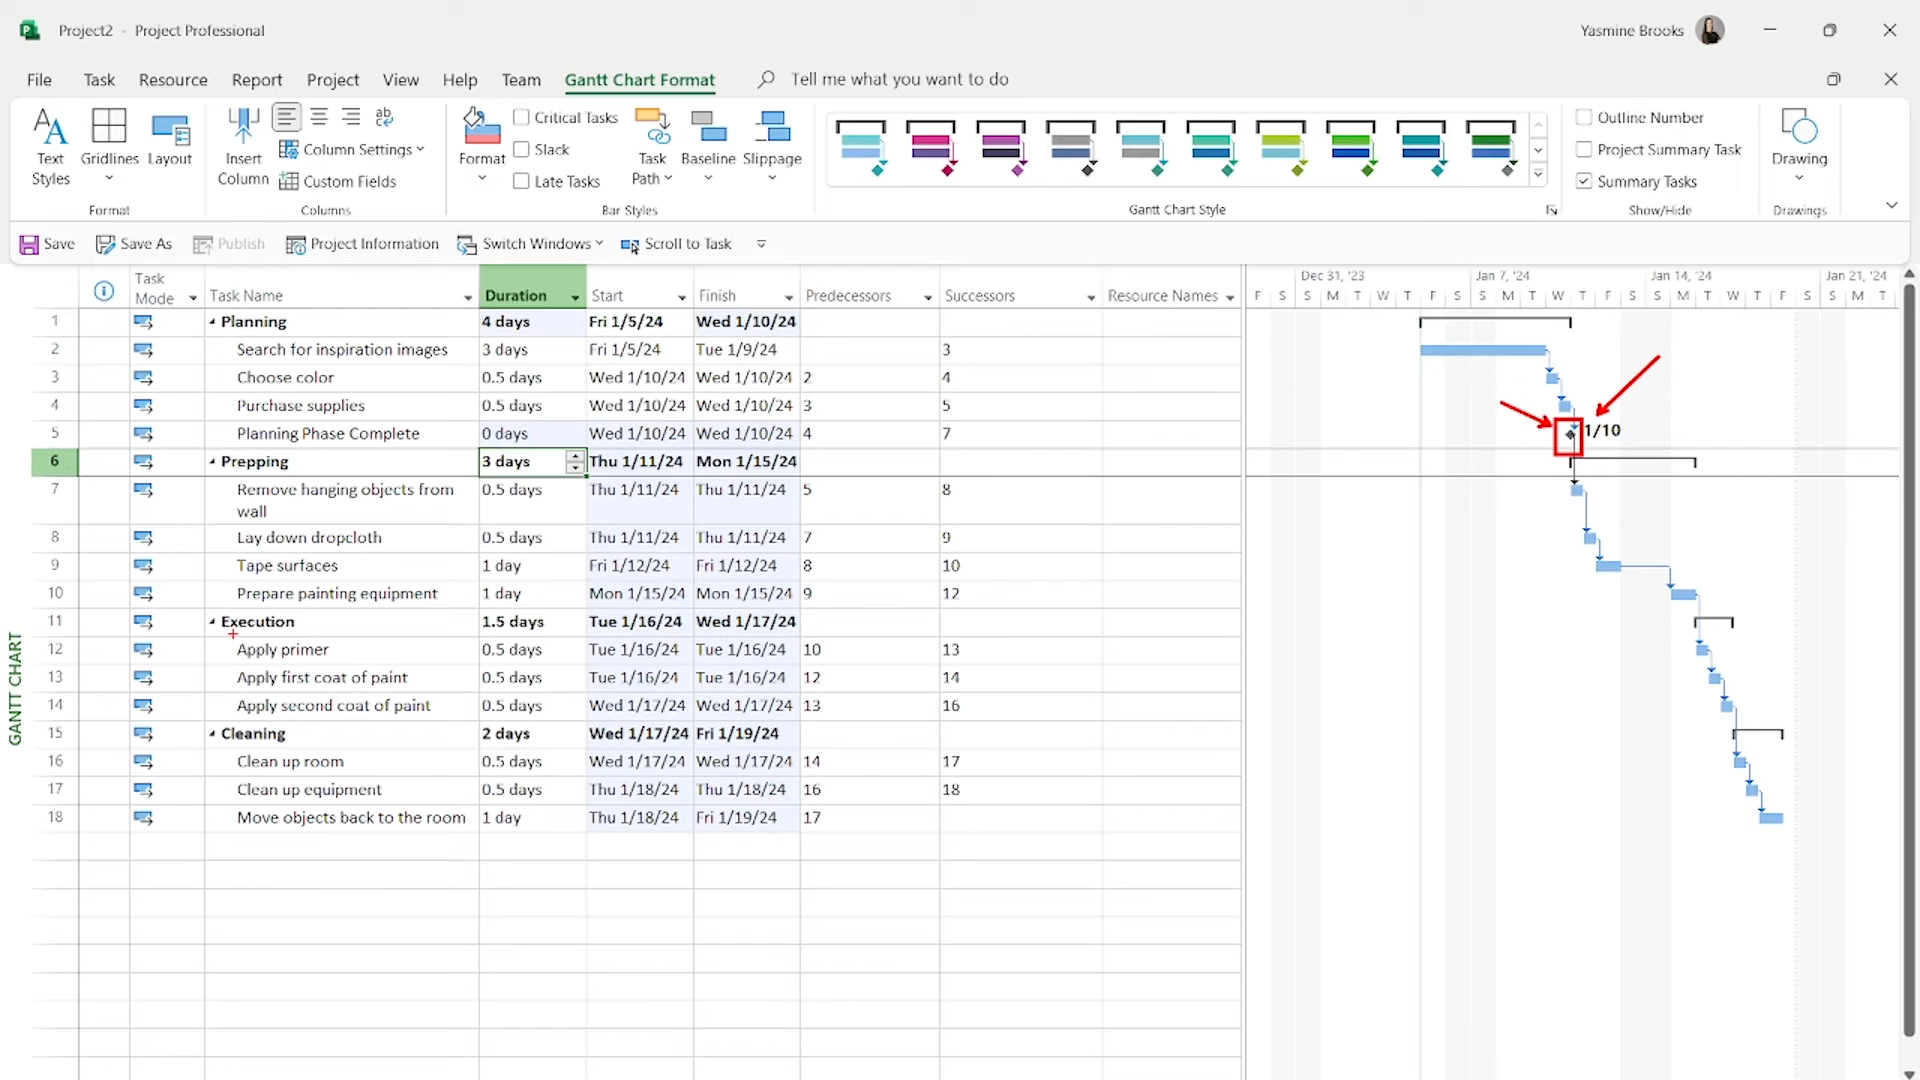 Project2 - Project Professional
Yasmine Brooks
File Task Resource Report Project View Help Team Gantt Chart Format Tell me what you want to do
Text Styles
Gridlines
Layout
Format
Insert Column
Column Settings
Custom Fields
Columns
Format
Critical Tasks
Slack
Late Tasks
Task Path
Baseline
Slippage
Bar Styles
Gantt Chart Style
Outline Number
Project Summary Task
Summary Tasks
Show/Hide
Drawing
Drawings
Save Save As Publish Project Information Switch Windows Scroll to Task
Task Mode Task Name Duration Start Finish Predecessors Successors Resource Names
Dec 31, '23 Jan 7, '24 Jan 14, '24 Jan 21, '24
F S S M T W T F S S M T W T F S S M T W T F S S M T
1 Planning 4 days Fri 1/5/24 Wed 1/10/24
2 Search for inspiration images 3 days Fri 1/5/24 Tue 1/9/24 3
3 Choose color 0.5 days Wed 1/10/24 Wed 1/10/24 2 4
4 Purchase supplies 0.5 days Wed 1/10/24 Wed 1/10/24 3 5
5 Planning Phase Complete 0 days Wed 1/10/24 Wed 1/10/24 4 7 1/10
6 Prepping 3 days Thu 1/11/24 Mon 1/15/24
7 Remove hanging objects from 0.5 days Thu 1/11/24 Thu 1/11/24 5 8
wall
8 Lay down dropcloth 0.5 days Thu 1/11/24 Thu 1/11/24 7 9
9 Tape surfaces 1 day Fri 1/12/24 Fri 1/12/24 8 10
10 Prepare painting equipment 1 day Mon 1/15/24 Mon 1/15/24 9 12
11 Execution 1.5 days Tue 1/16/24 Wed 1/17/24
12 Apply primer 0.5 days Tue 1/16/24 Tue 1/16/24 10 13
13 Apply first coat of paint 0.5 days Tue 1/16/24 Tue 1/16/24 12 14
14 Apply second coat of paint 0.5 days Wed 1/17/24 Wed 1/17/24 13 16
15 Cleaning 2 days Wed 1/17/24 Fri 1/19/24
16 Clean up room 0.5 days Wed 1/17/24 Wed 1/17/24 14 17
17 Clean up equipment 0.5 days Thu 1/18/24 Thu 1/18/24 16 18
18 Move objects back to the room 1 day Thu 1/18/24 Fri 1/19/24 17
GANTT CHART